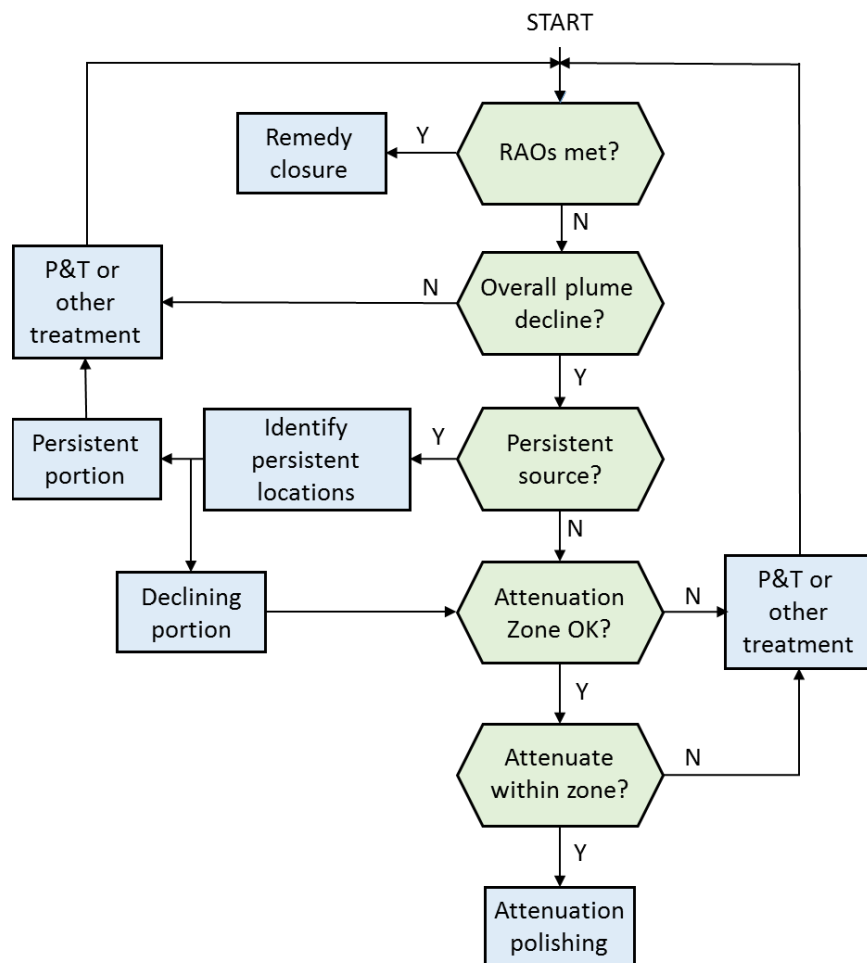 START
RAOs met?
Y
Remedy
closure
N
Overall plume
decline?
N
P&T or
other
treatment
Y
Persistent
source?
Y
Identify
persistent
locations
Persistent
portion
N
Declining
portion
Attenuation
Zone OK?
N
P&T or
other
treatment
Y
Attenuate
within zone?
N
Y
Attenuation
polishing